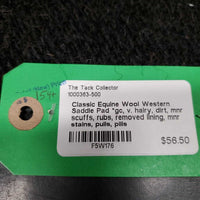 The Tack Collector
1000363-500
Classic Equine Wool Western
Saddle Pad *gc, v. hairy, dirt, mnr
scuffs, rubs, removed lining, mnr
stains, pulls, pills
F5W176
$56.50